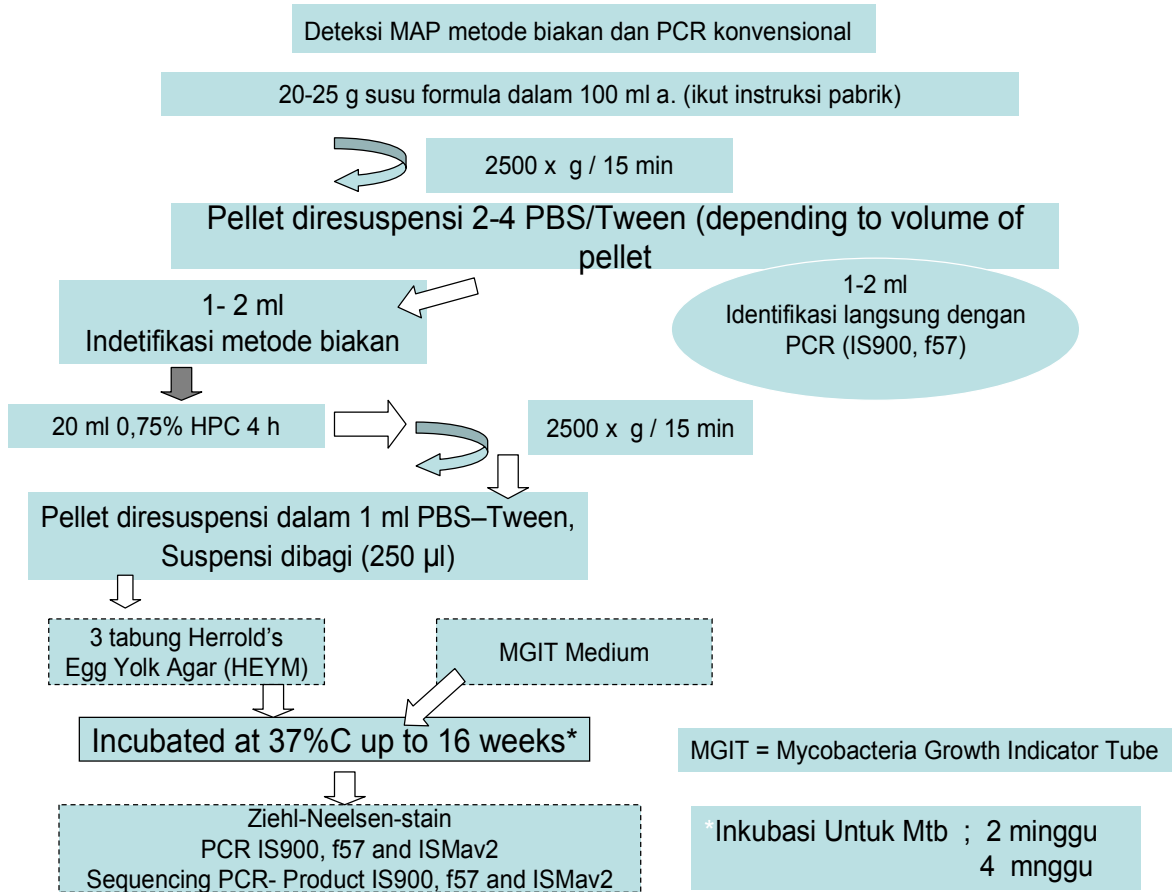 Deteksi MAP metode biakan dan PCR konvensional
20-25 g susu formula dalam 100 ml a. (ikut instruksi pabrik)
2500 x g / 15 min
Pellet diresuspensi 2-4 PBS/Tween (depending to volume of
pellet
1- 2 ml
Indetifikasi metode biakan
1-2 ml
Identifikasi langsung dengan
PCR (IS900, f57)
20 ml 0,75% HPC 4 h
2500 x g / 15 min
Pellet diresuspensi dalam 1 ml PBS–Tween,
Suspensi dibagi (250 µl)
3 tabung Herrold's
Egg Yolk Agar (HEYM)
MGIT Medium
Incubated at 37%C up to 16 weeks*
MGIT = Mycobacteria Growth Indicator Tube
Ziehl-Neelsen-stain
PCR IS900, f57 and ISMav2
Sequencing PCR- Product IS900, f57 and ISMav2
*Inkubasi Untuk Mtb ; 2 minggu
4 mnggu